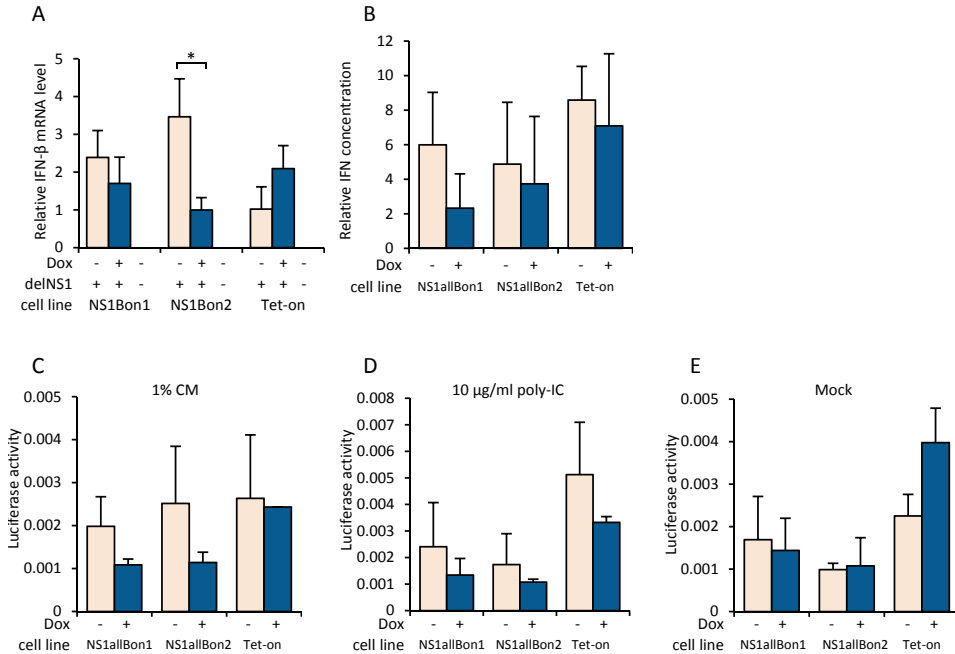 A
Relative IFN-β mRNA level
5
4
3
2
1
0
*
Dox - + - - + - - + -
delNS1 + + - + + - + + -
cell line NS1Bon1 NS1Bon2 Tet-on
B
Relative IFN concentration
12
10
8
6
4
2
0
Dox - + - + - +
cell line NS1allBon1 NS1allBon2 Tet-on
C
1% CM
Luciferase activity
0.005
0.004
0.003
0.002
0.001
0
Dox - + - + - +
cell line NS1allBon1 NS1allBon2 Tet-on
D
10 μg/ml poly-IC
Luciferase activity
0.008
0.007
0.006
0.005
0.004
0.003
0.002
0.001
0
Dox - + - + - +
cell line NS1allBon1 NS1allBon2 Tet-on
E
Mock
Luciferase activity
0.005
0.004
0.003
0.002
0.001
0
Dox - + - + - +
cell line NS1allBon1 NS1allBon2 Tet-on